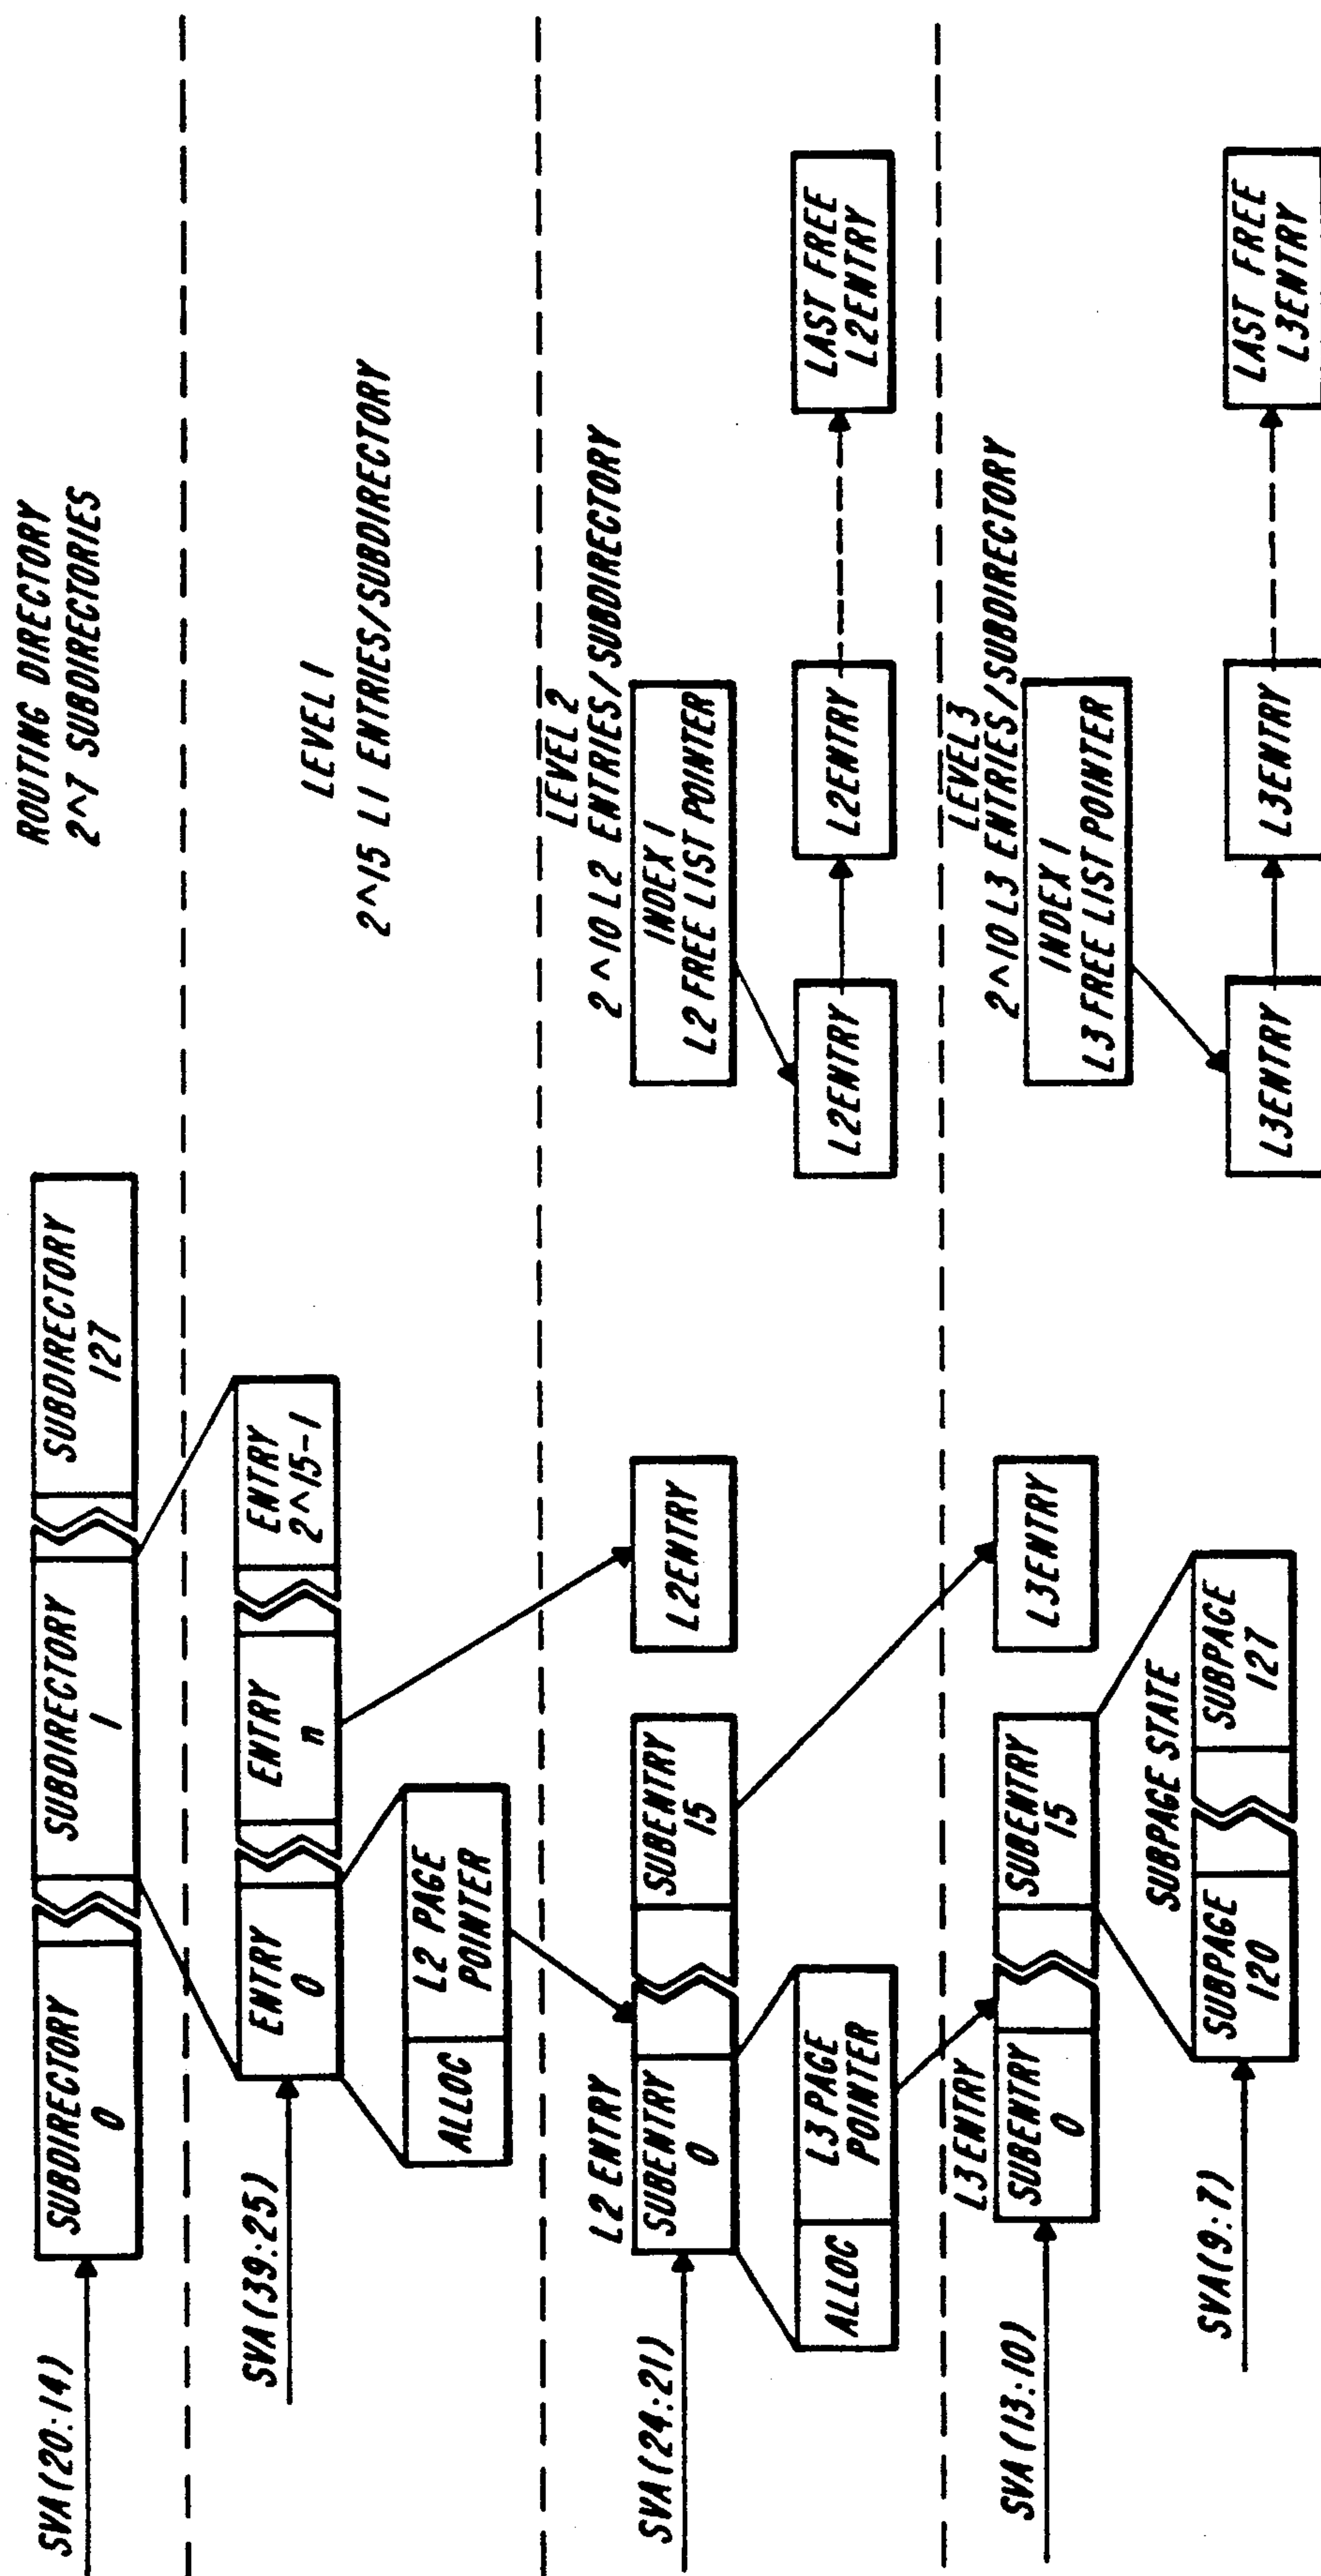 ROUTING DIRECTORY
2^7 SUBDIRECTORIES
SVA(20:14)
SUBDIRECTORY
0
SUBDIRECTORY
1
SUBDIRECTORY
127
LEVEL 1
2^15 L1 ENTRIES/SUBDIRECTORY
SVA(39:25)
ENTRY
0
ENTRY
n
ENTRY
2^15-1
ALLOC
L2 PAGE
POINTER
LEVEL 2
2^10 L2 ENTRIES/SUBDIRECTORY
L2 ENTRY
SVA(24:21)
SUBENTRY
0
SUBENTRY
15
L2ENTRY
INDEX 1
L2 FREE LIST POINTER
ALLOC
L3 PAGE
POINTER
L2ENTRY
L2ENTRY
LAST FREE
L2ENTRY
LEVEL 3
2^10 L3 ENTRIES/SUBDIRECTORY
L3 ENTRY
SVA(13:10)
SUBENTRY
0
SUBENTRY
15
L3ENTRY
INDEX 1
L3 FREE LIST POINTER
SUBPAGE STATE
SVA(9:7)
SUBPAGE
120
SUBPAGE
127
L3ENTRY
L3ENTRY
LAST FREE
L3ENTRY